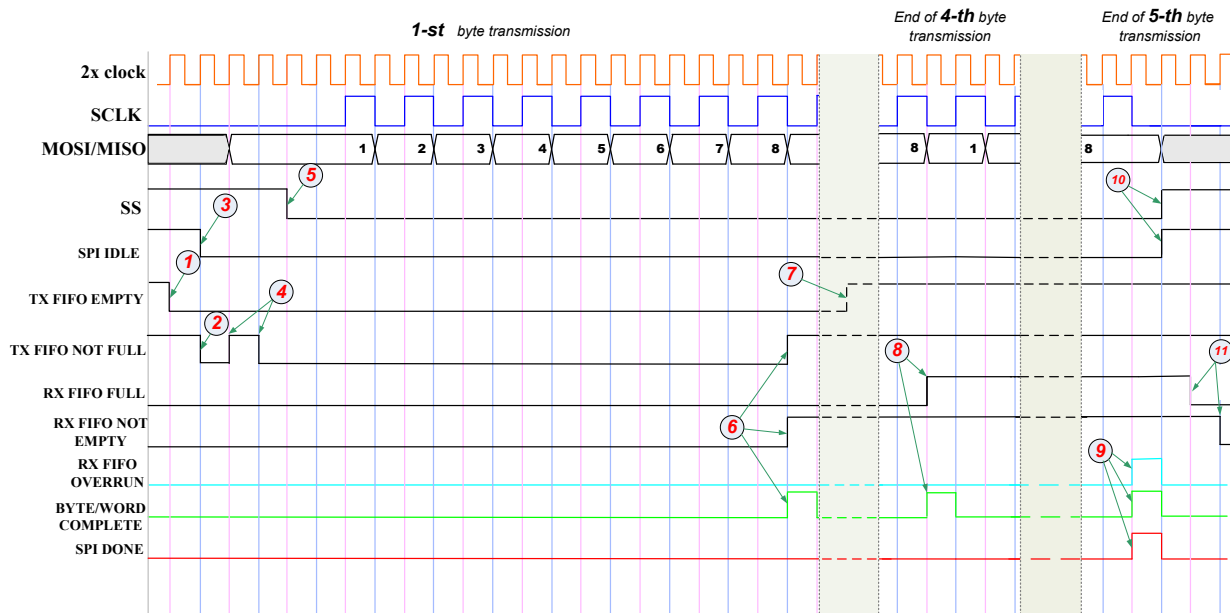 1-st byte transmission
End of 4-th byte
transmission
End of 5-th byte
transmission
2x clock
SCLK
MOSI/MISO
1 2 3 4 5 6 7 8 8 1 8
5
10
SS
3
SPI IDLE
1
7
TX FIFO EMPTY
4
2
TX FIFO NOT FULL
8
11
RX FIFO FULL
6
RX FIFO NOT
EMPTY
9
RX FIFO
OVERRUN
BYTE/WORD
COMPLETE
SPI DONE